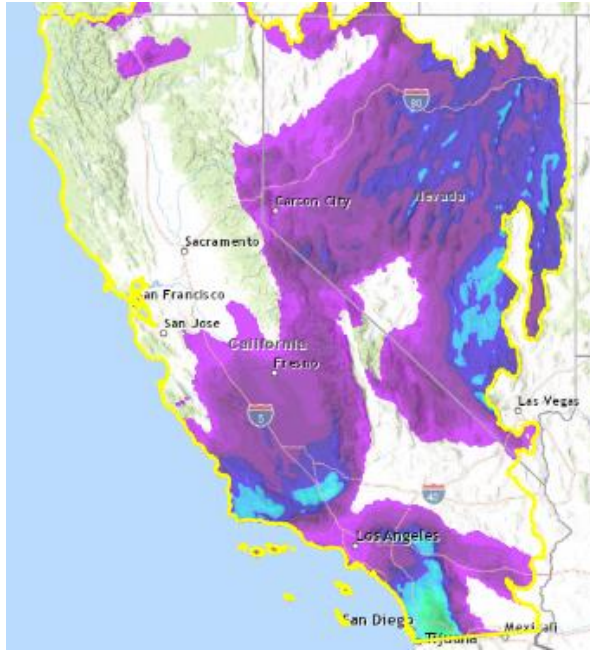 80
Carson City
Nevada
Sacramento
an Francisco
San Jose
California
Fresno
5
Las Vegas
40
Los Angeles
San Diego
Mexicali
Tijuana